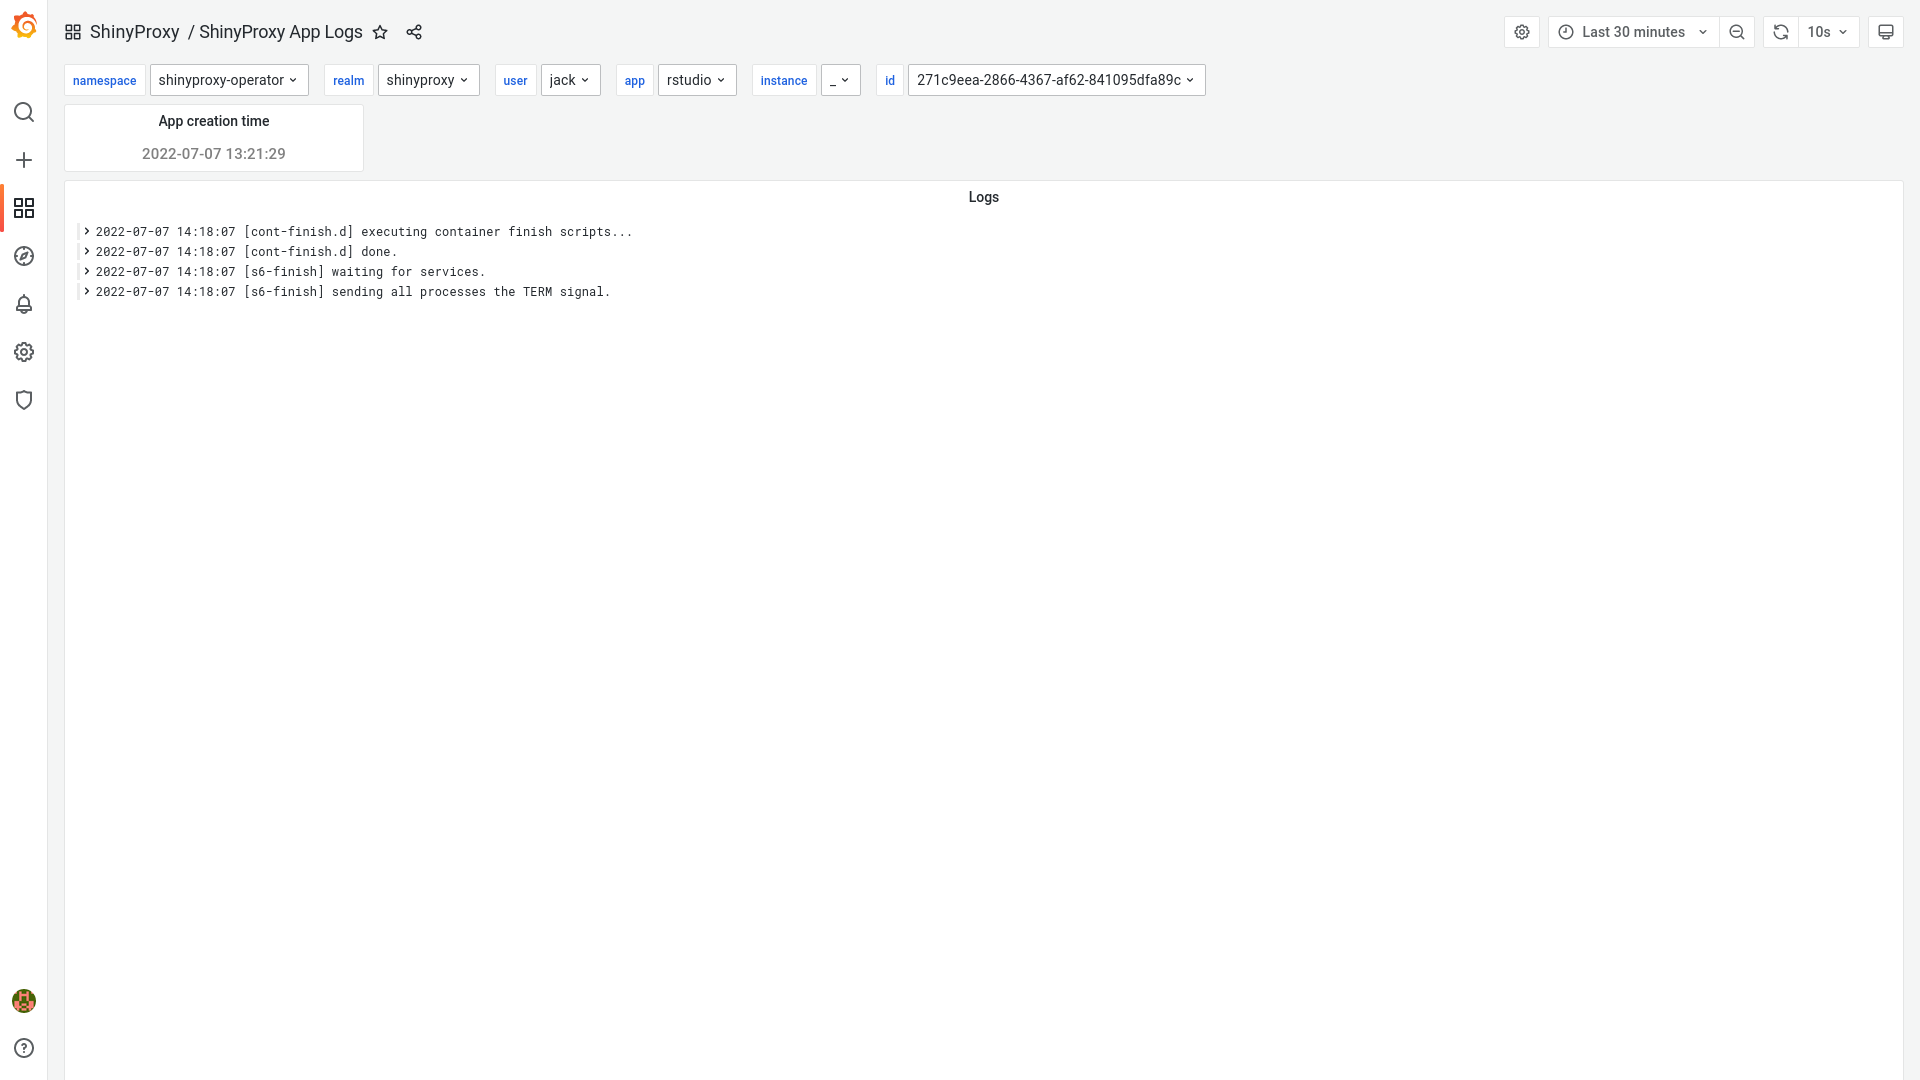 ShinyProxy / ShinyProxy App Logs
Last 30 minutes
10s
namespace shinyproxy-operator realm shinyproxy user jack app rstudio instance _ id 271c9eea-2866-4367-af62-841095dfa89c
App creation time
2022-07-07 13:21:29
Logs
2022-07-07 14:18:07 [cont-finish.d] executing container finish scripts...
2022-07-07 14:18:07 [cont-finish.d] done.
2022-07-07 14:18:07 [s6-finish] waiting for services.
2022-07-07 14:18:07 [s6-finish] sending all processes the TERM signal.